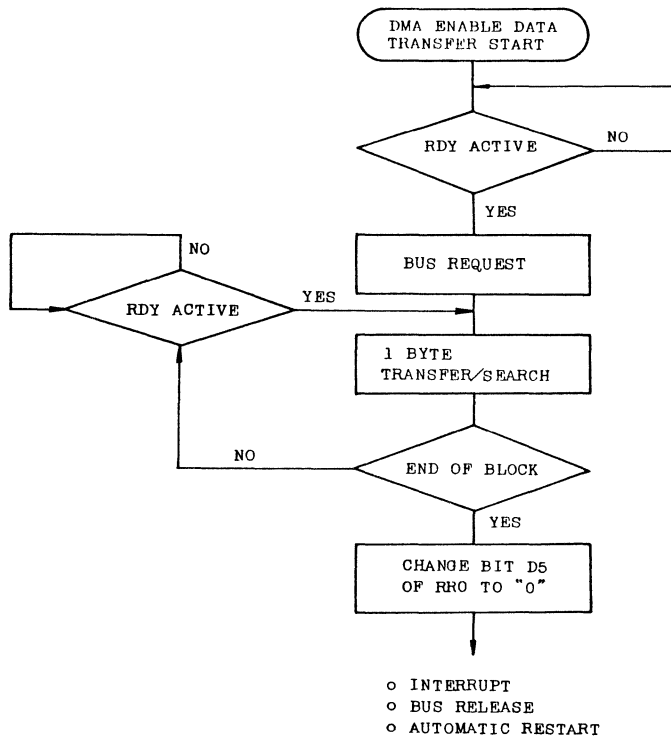 DMA ENABLE DATA
TRANSFER START
RDY ACTIVE
NO
YES
BUS REQUEST
NO
RDY ACTIVE
YES
1 BYTE
TRANSFER/SEARCH
NO
END OF BLOCK
YES
CHANGE BIT D5
OF RR0 TO "0"
o INTERRUPT
o BUS RELEASE
o AUTOMATIC RESTART